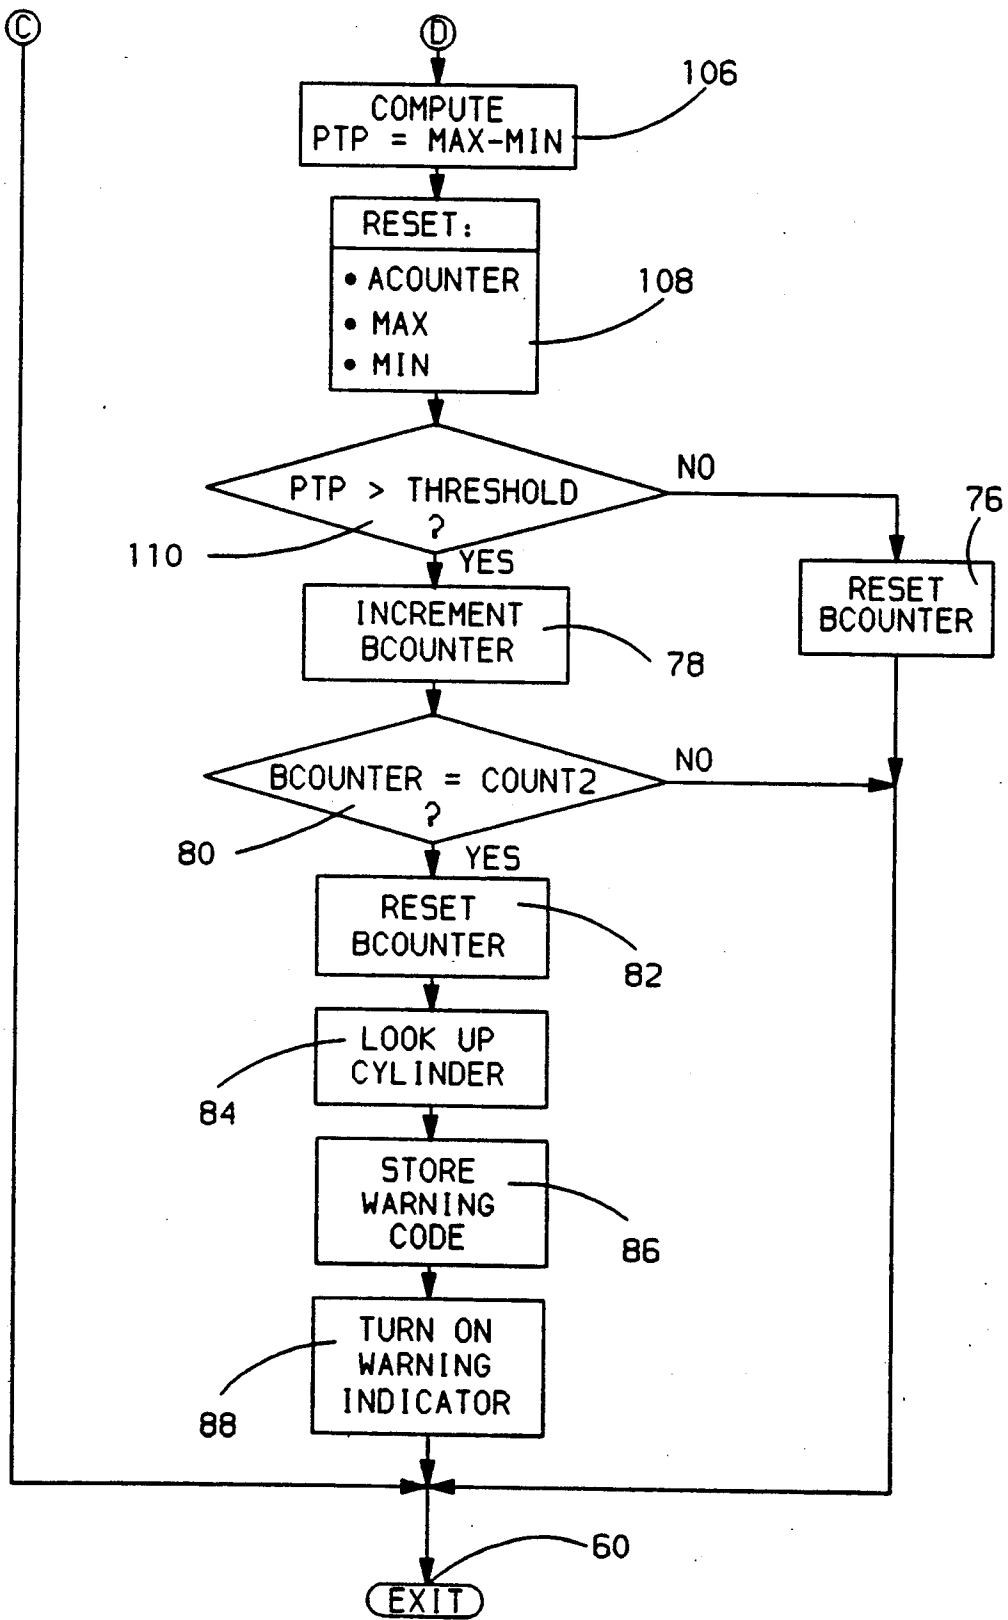 C
D
106
COMPUTE
PTP = MAX-MIN
RESET:
• ACOUNTER
• MAX
• MIN
108
PTP > THRESHOLD
?
NO
110
YES
76
RESET
BCOUNTER
INCREMENT
BCOUNTER
78
BCOUNTER = COUNT2
?
NO
80
YES
RESET
BCOUNTER
82
LOOK UP
CYLINDER
84
STORE
WARNING
CODE
86
TURN ON
WARNING
INDICATOR
88
60
EXIT